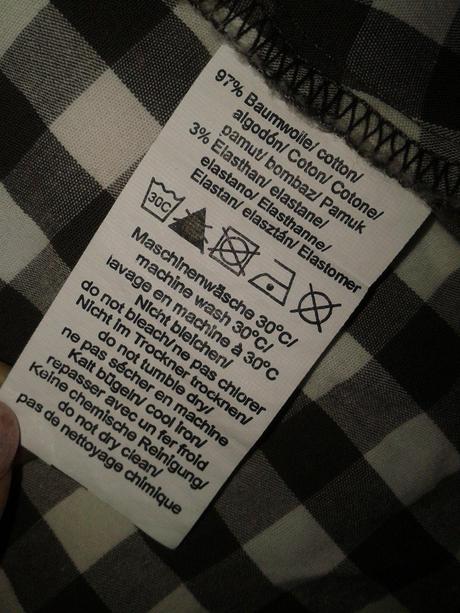 97% Baumwolle/ cotton/
algodón/ Coton/ Cotone/
pamut/ bombaz/ Pamuk
3% Elasthan/ elastane/
elastano/ Elasthanne/
Elastan/ elasztán/ Elastomer
30C
Maschinenwäsche 30°C/
machine wash 30°C/
lavage en machine à 30°C
Nicht bleichen/
do not bleach/ne pas chlorer
Nicht im Trockner trocknen/
do not tumble dry/
ne pas sécher en machine
Kalt bügeln/ cool iron/
repasser avec un fer froid
Keine chemische Reinigung/
do not dry clean/
pas de nettoyage chimique